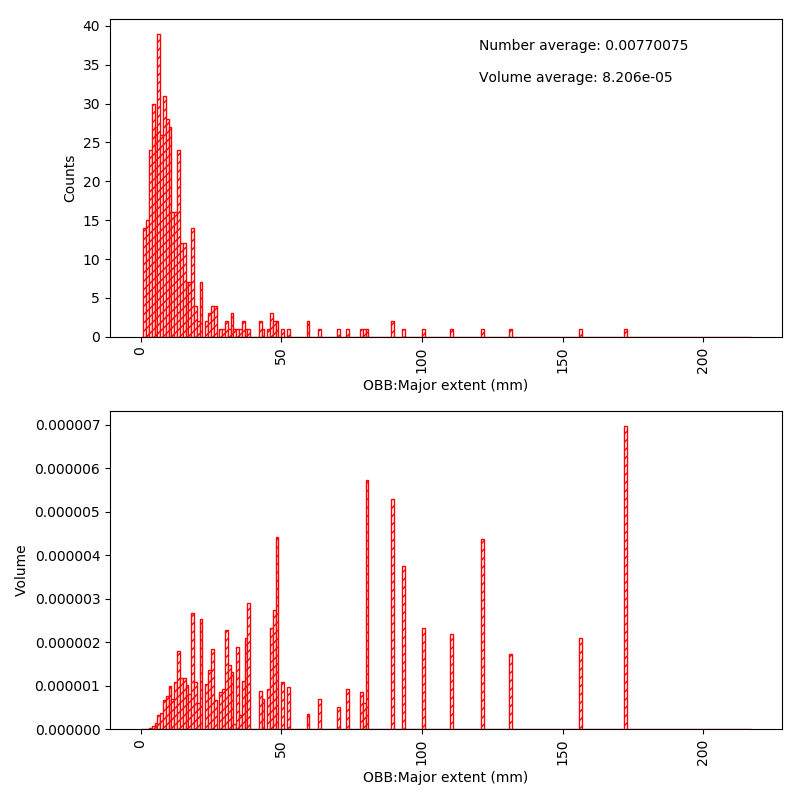 40
Number average: 0.00770075
35
Volume average: 8.206e-05
30
25
Counts
20
15
10
5
0
0 50 100 150 200
OBB:Major extent (mm)
0.000007
0.000006
0.000005
0.000004
Volume
0.000003
0.000002
0.000001
0.000000
0 50 100 150 200
OBB:Major extent (mm)